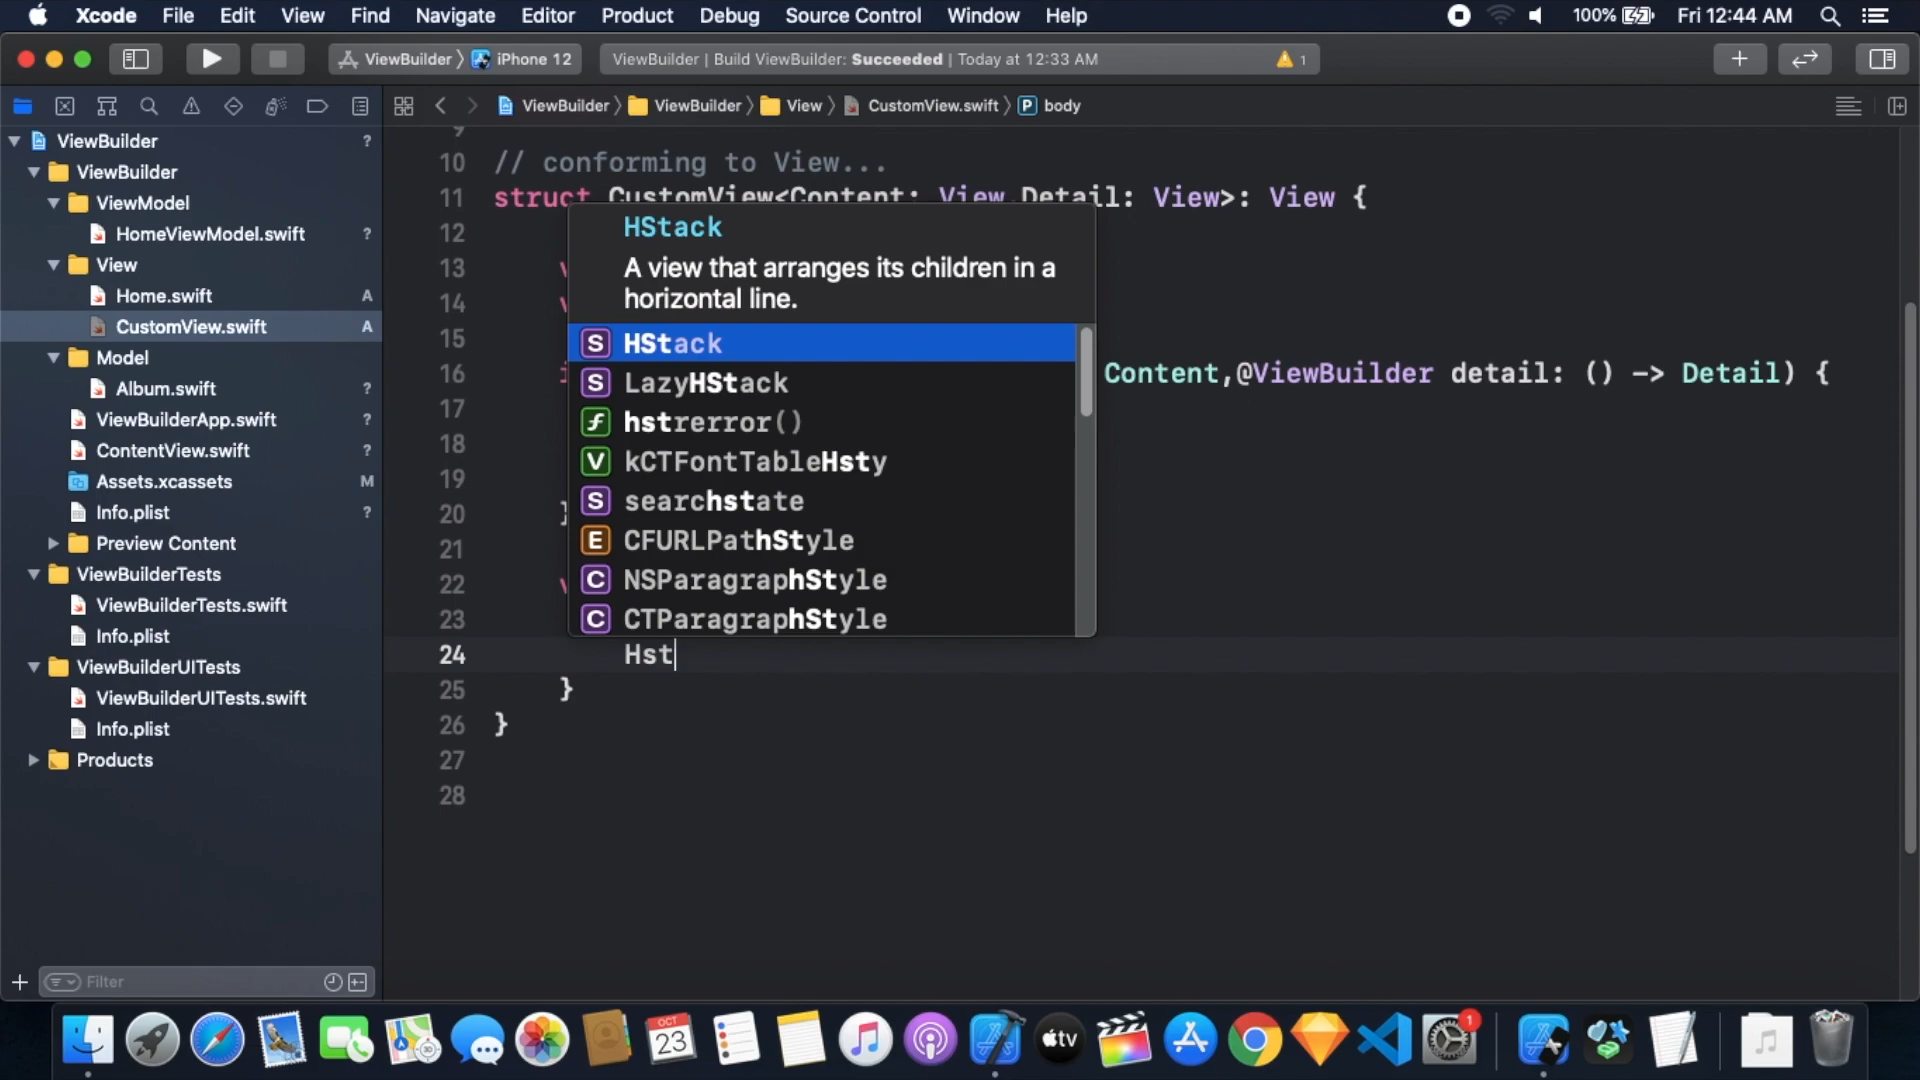 Xcode File Edit View Find Navigate Editor Product Debug Source Control Window Help 100% Fri 12:44 AM
ViewBuilder iPhone 12 ViewBuilder | Build ViewBuilder: Succeeded | Today at 12:33 AM 1
ViewBuilder ViewBuilder View CustomView.swift P body
ViewBuilder ?
ViewBuilder
ViewModel
HomeViewModel.swift ?
View
Home.swift A
CustomView.swift A
Model
Album.swift ?
ViewBuilderApp.swift ?
ContentView.swift ?
Assets.xcassets M
Info.plist ?
Preview Content
ViewBuilderTests
ViewBuilderTests.swift
Info.plist
ViewBuilderUITests
ViewBuilderUITests.swift
Info.plist
Products
Filter
9
10 // conforming to View...
11 struct CustomView<Content: View,Detail: View>: View {
12
13
14
15
16 Content,@ViewBuilder detail: () -> Detail) {
17
18
19
20 }
21
22
23
24 Hst
25 }
26 }
27
28
HStack
A view that arranges its children in a
horizontal line.
S HStack
S LazyHStack
f hstrerror()
V kCTFontTableHsty
S searchstate
E CFURLPathStyle
C NSParagraphStyle
C CTParagraphStyle
OCT
23
tv
1